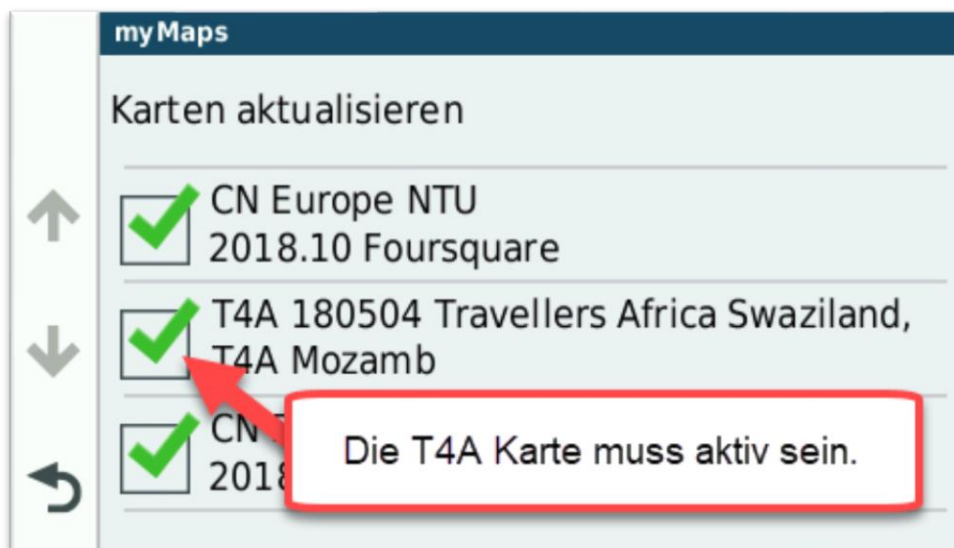 myMaps
Karten aktualisieren
CN Europe NTU
2018.10 Foursquare
T4A 180504 Travellers Africa Swaziland,
T4A Mozamb
CN
Die T4A Karte muss aktiv sein.